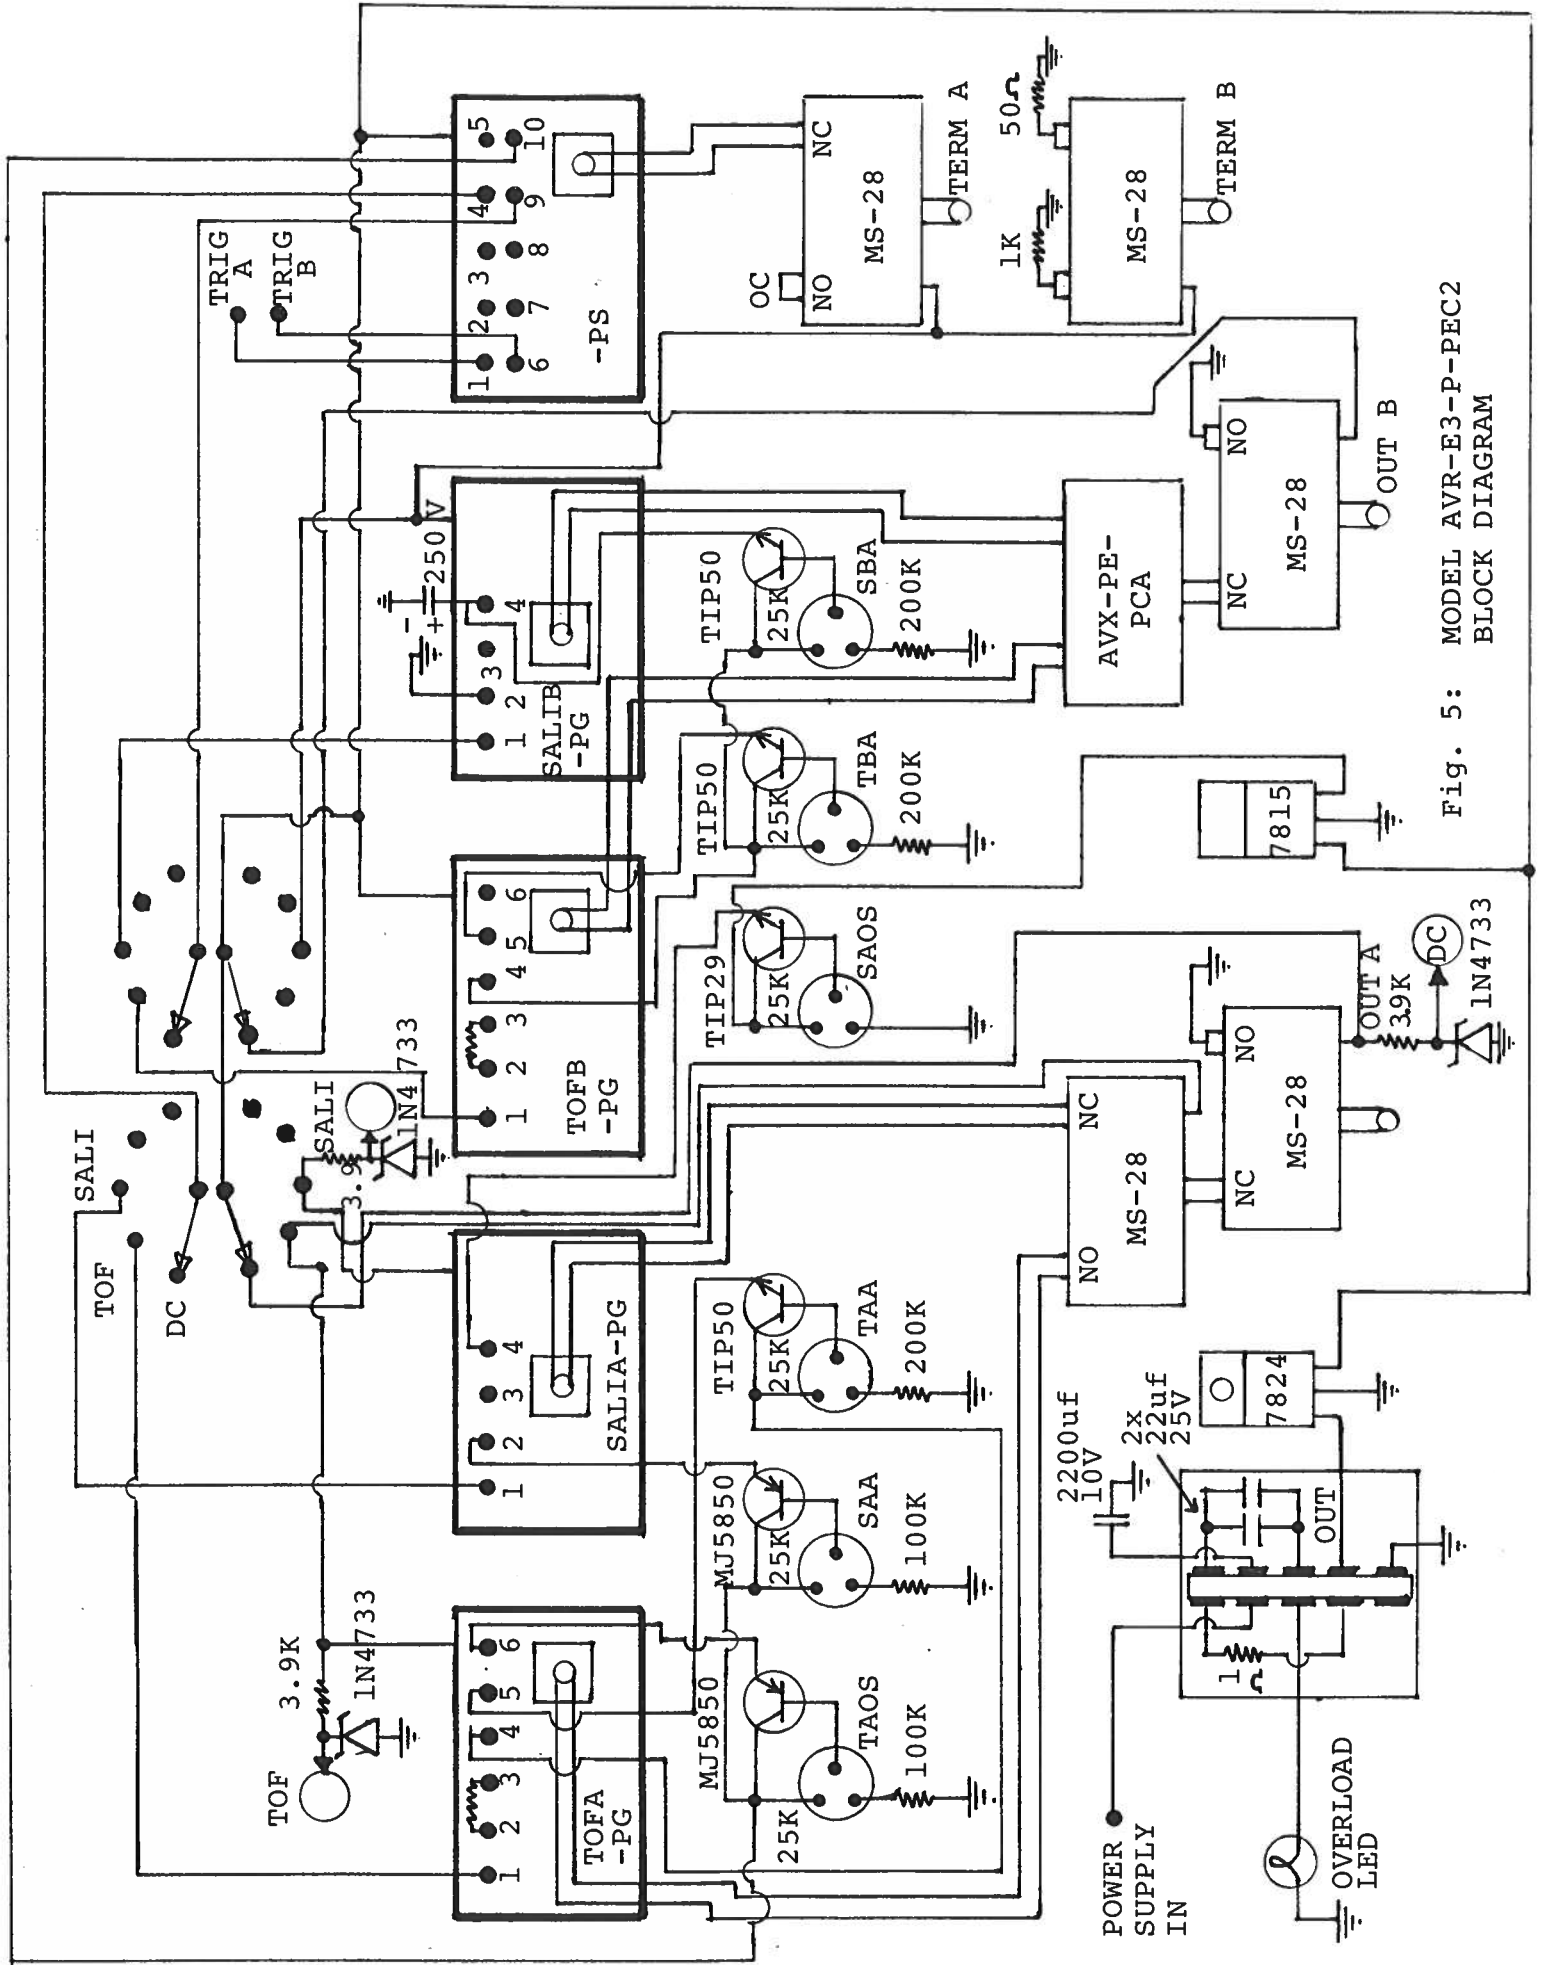 TOF
SALI
DC
TRIG
A
TRIG
B
SALI
3.9
1N4733
TOF
3.9K
1N4733
1
2
3
4
5
6
TOFA
-PG
1
2
3
4
SALIA-PG
1
2
3
4
5
6
TOFB
-PG
1
2
3
4
SALIB
-PG
-
+
250 V
1
2
3
4
5
6
7
8
9
10
-PS
MJ5850
25K
TAOS
100K
MJ5850
25K
SAA
100K
TIP50
25K
TAA
200K
TIP29
25K
SAOS
TIP50
25K
TBA
200K
TIP50
25K
SBA
200K
OC
NO
NC
MS-28
TERM A
1K
50Ω
MS-28
TERM B
AVX-PE-
PCA
NC
NO
MS-28
OUT B
NO
NC
MS-28
NC
NO
MS-28
OUT A
3.9K
DC
1N4733
7815
7824
2200uf
10V
2x
22uf
25V
OUT
1
POWER
SUPPLY
IN
OVERLOAD
LED
Fig. 5: MODEL AVR-E3-P-PEC2
BLOCK DIAGRAM